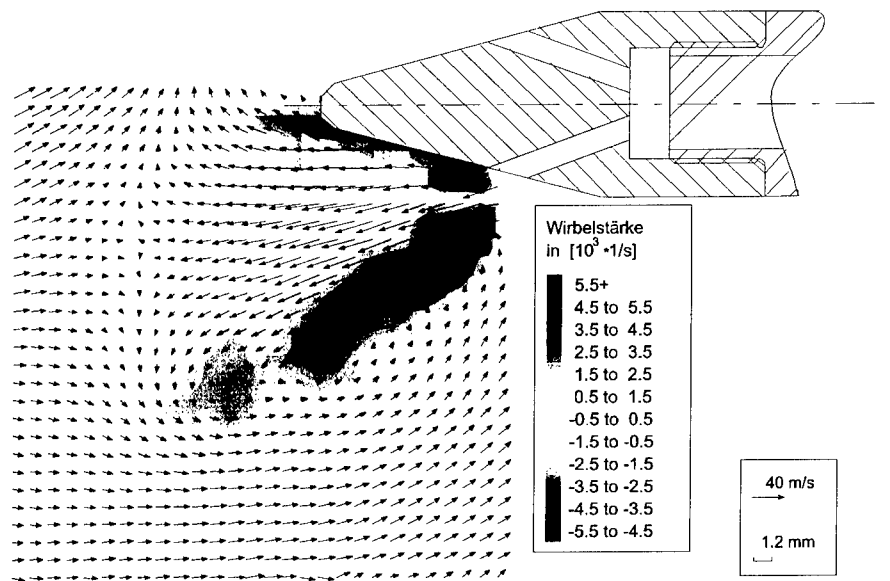 Wirbelstärke
in [10³ *1/s]
5.5+
4.5 to 5.5
3.5 to 4.5
2.5 to 3.5
1.5 to 2.5
0.5 to 1.5
-0.5 to 0.5
-1.5 to -0.5
-2.5 to -1.5
-3.5 to -2.5
-4.5 to -3.5
-5.5 to -4.5
40 m/s
1.2 mm